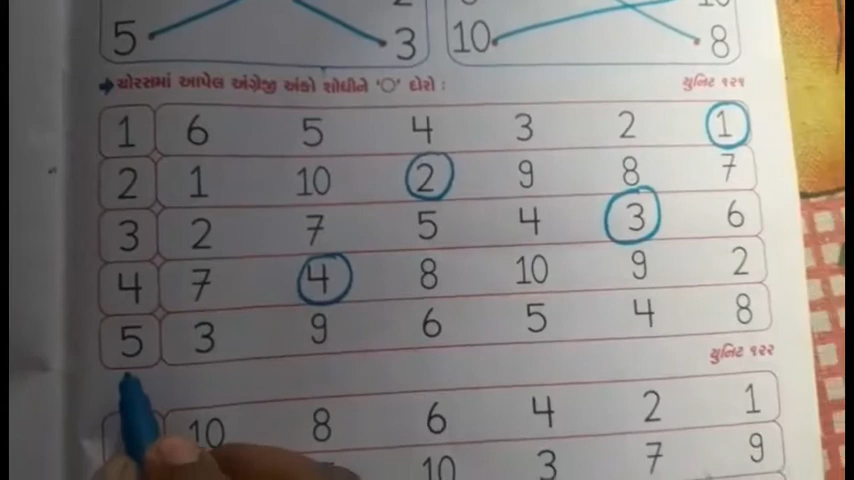 5 3 10 8
➜ ચોરસમાં આપેલ અંગ્રેજી અંકો શોધીને ‘○’ દોરો : યુનિટ ૧૨૧
1 6 5 4 3 2 1
2 1 10 2 9 8 7
3 2 7 5 4 3 6
4 7 4 8 10 9 2
5 3 9 6 5 4 8
યુનિટ ૧૨૨
10 8 6 4 2 1
10 3 7 9